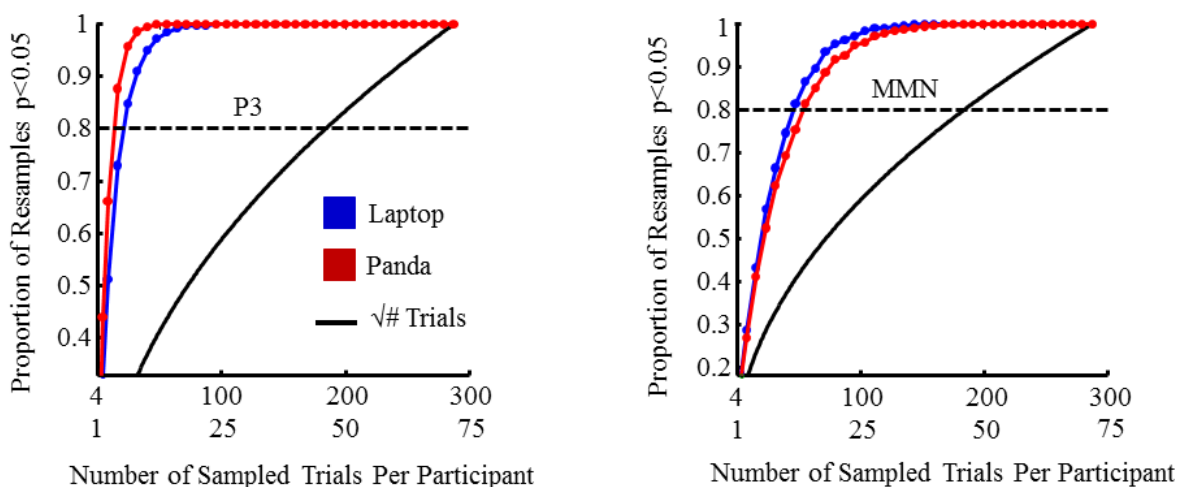 Proportion of Resamples p<0.05
1
0.9
0.8
0.7
0.6
0.5
0.4
P3
Laptop
Panda
√# Trials
4 100 200 300
1 25 50 75
Number of Sampled Trials Per Participant
Proportion of Resamples p<0.05
1
0.9
0.8
0.7
0.6
0.5
0.4
0.3
0.2
MMN
4 100 200 300
1 25 50 75
Number of Sampled Trials Per Participant